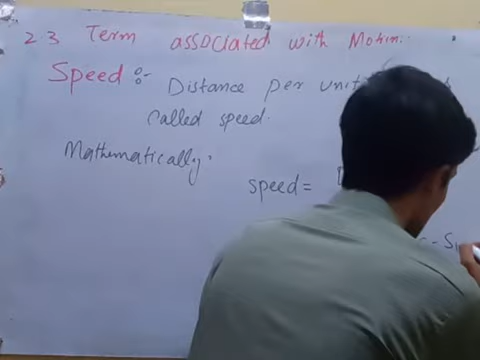 2.3 Term associated with Motion.
Speed :- Distance per unit
Called speed.
Mathematically:
speed =